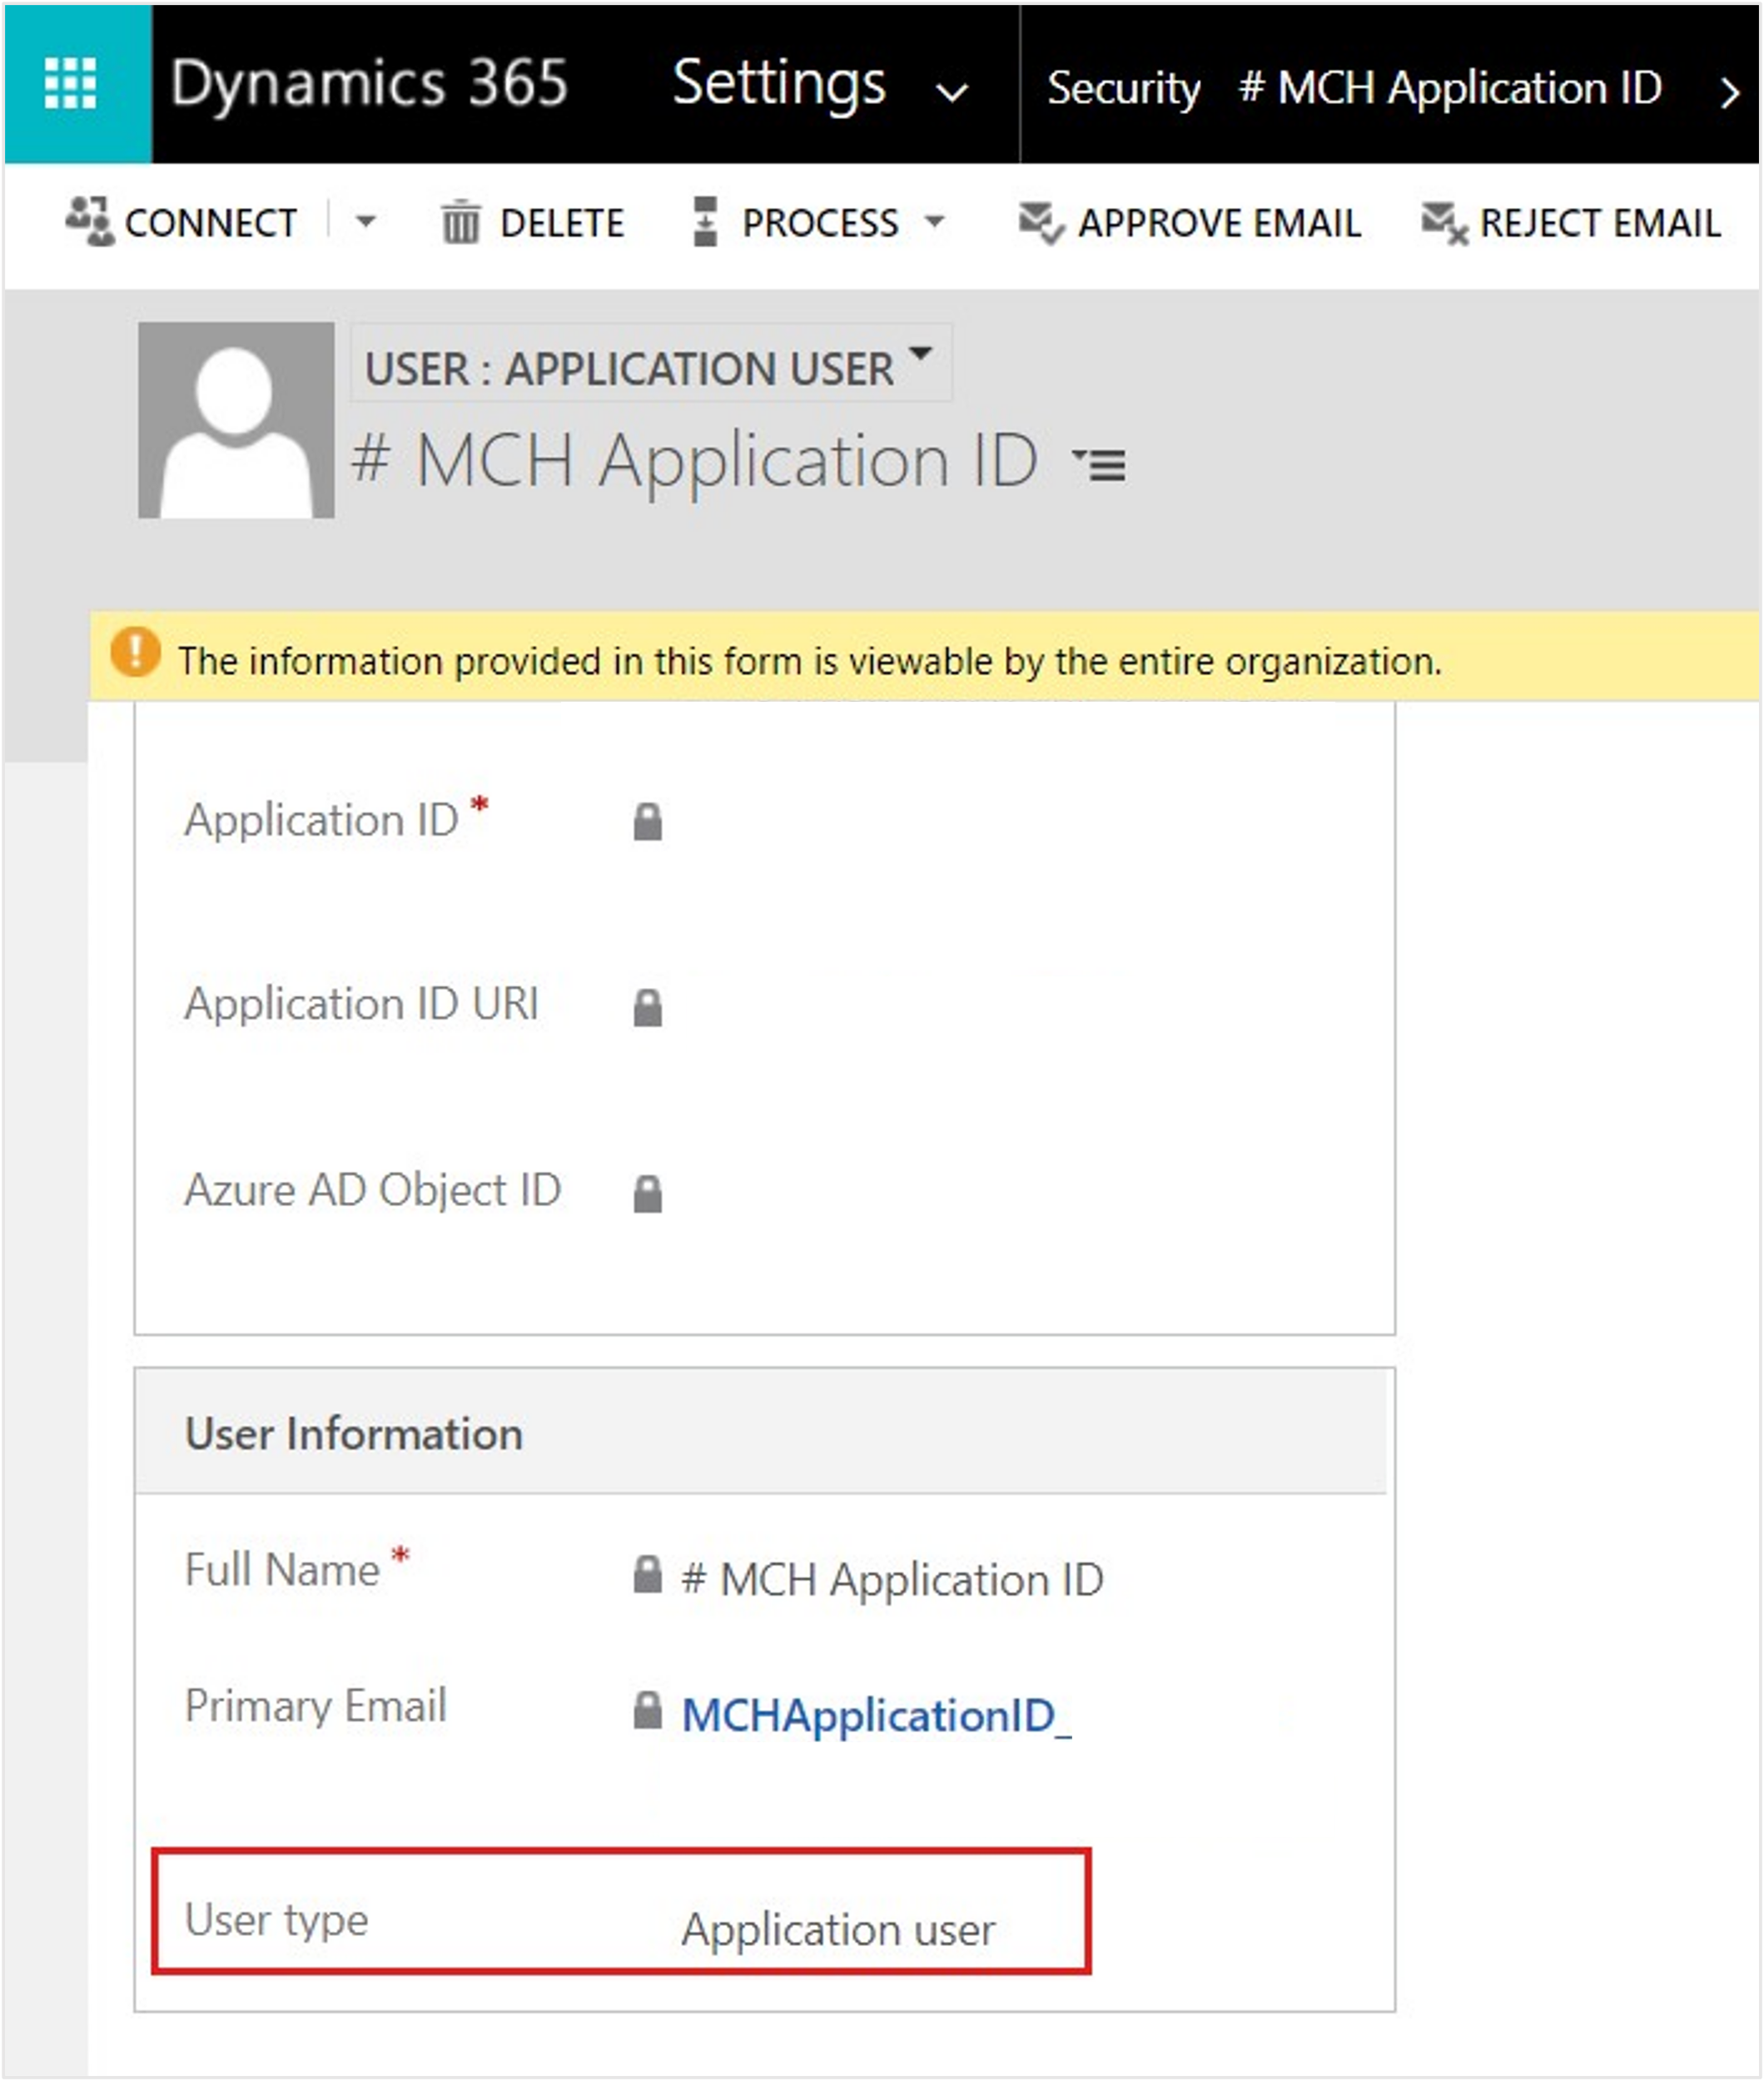 Dynamics 365 Settings Security # MCH Application ID
CONNECT DELETE PROCESS APPROVE EMAIL REJECT EMAIL
USER : APPLICATION USER
# MCH Application ID
The information provided in this form is viewable by the entire organization.
Application ID *
Application ID URI
Azure AD Object ID
User Information
Full Name * # MCH Application ID
Primary Email MCHApplicationID_
User type Application user